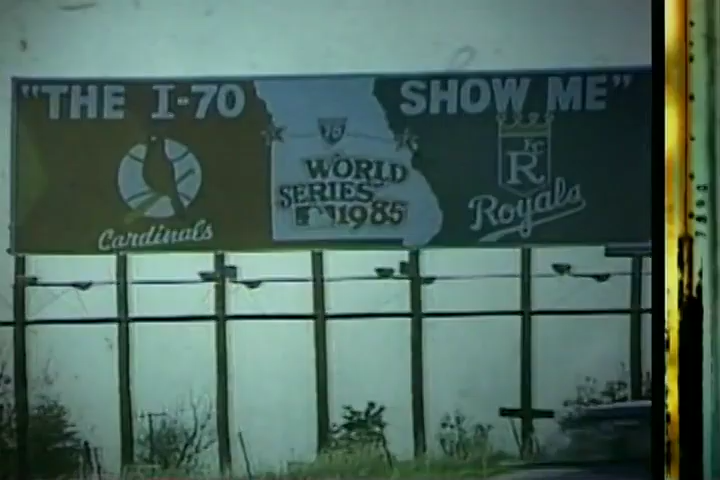 "THE I-70 SHOW ME"
70
WORLD
SERIES
1985
Cardinals
KC
R
Royals